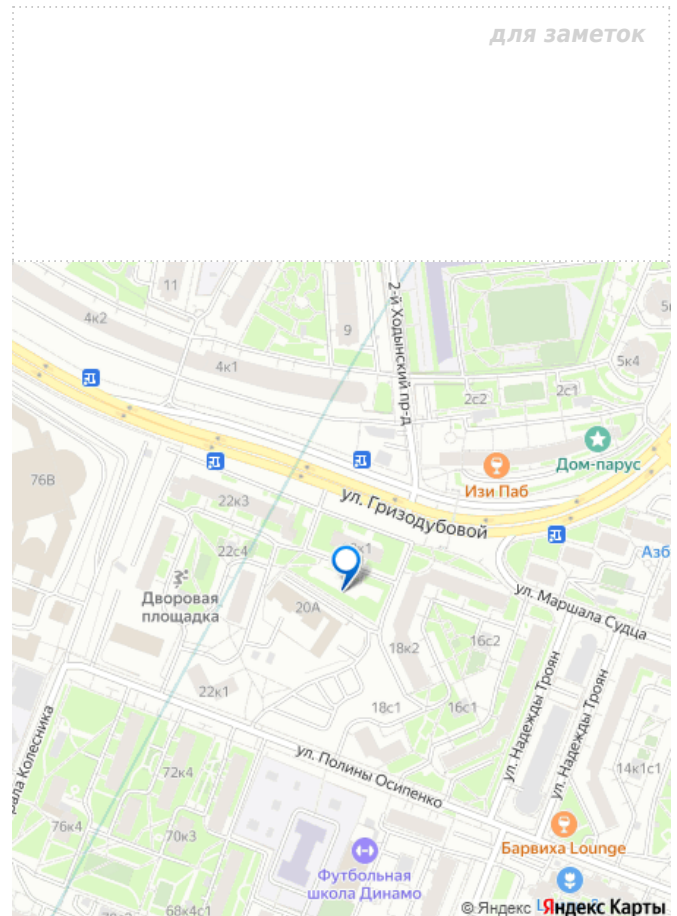 для заметок
11
4к2
9
2-й Ходынский пр-д
4к1
5к4
2с2
2с1
Дом-парус
76В
Изи Паб
22к3
ул. Гризодубовой
22с4
Азб
Дворовая
площадка
20А
ул. Маршала Судца
18к2
16с2
22к1
18с1
16с1
ул. Надежды Троян
ул. Надежды Троян
рала Колесника
ул. Полины Осипенко
72к4
14к1с1
76к4
70к3
Барвиха Lounge
Футбольная
школа Динамо
68к4с1
© Яндекс Яндекс Карты